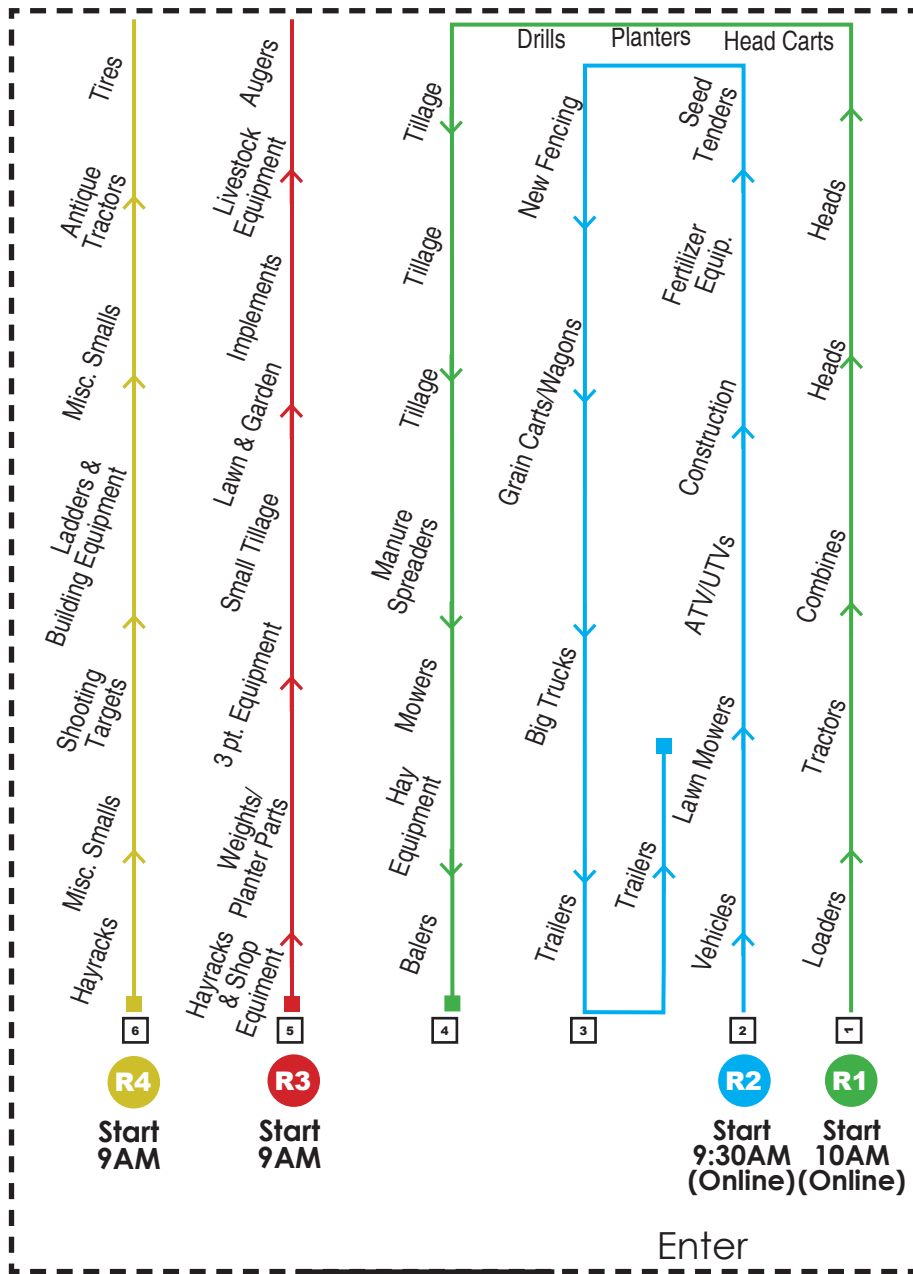 Drills
Planters
Head Carts
Tires
Antique
Tractors
Misc. Smalls
Ladders &
Building Equipment
Shooting
Targets
Misc. Smalls
Hayracks
Augers
Livestock
Equipment
Implements
Lawn & Garden
Small Tillage
3 pt. Equipment
Weights/
Planter Parts
Hayracks
& Shop
Equiment
Tillage
Tillage
Tillage
Manure
Spreaders
Mowers
Hay
Equipment
Balers
New Fencing
Grain Carts/Wagons
Big Trucks
Trailers
Trailers
Seed
Tenders
Fertilizer
Equip.
Construction
ATV/UTVs
Lawn Mowers
Vehicles
Heads
Heads
Combines
Tractors
Loaders
6
5
4
3
2
1
R4
Start
9AM
R3
Start
9AM
R2
Start
9:30AM
(Online)
R1
Start
10AM
(Online)
Enter